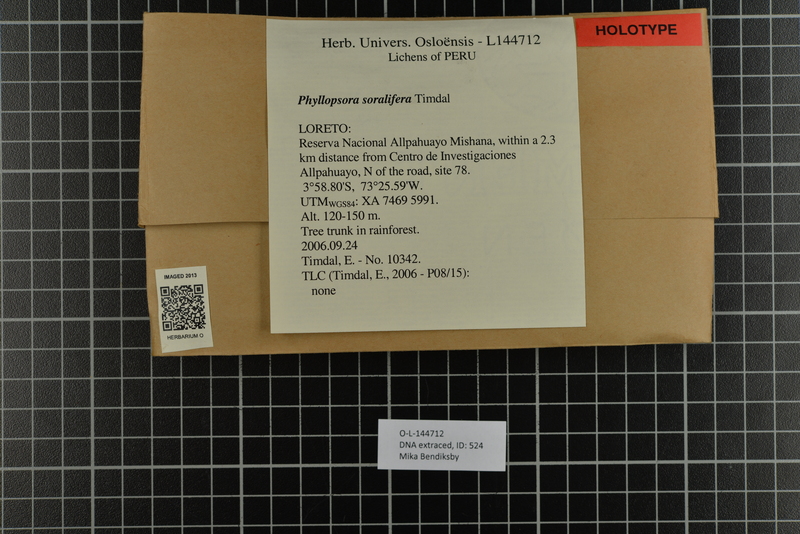 HOLOTYPE
Herb. Univers. Osloënsis - L144712
Lichens of PERU
Phyllopsora soralifera Timdal
LORETO:
Reserva Nacional Allpahuayo Mishana, within a 2.3
km distance from Centro de Investigaciones
Allpahuayo, N of the road, site 78.
3°58.80'S, 73°25.59'W.
UTMWGS84: XA 7469 5991.
Alt. 120-150 m.
Tree trunk in rainforest.
2006.09.24
Timdal, E. - No. 10342.
TLC (Timdal, E., 2006 - P08/15):
none
IMAGED 2013
HERBARIUM O
O-L-144712
DNA extraced, ID: 524
Mika Bendiksby